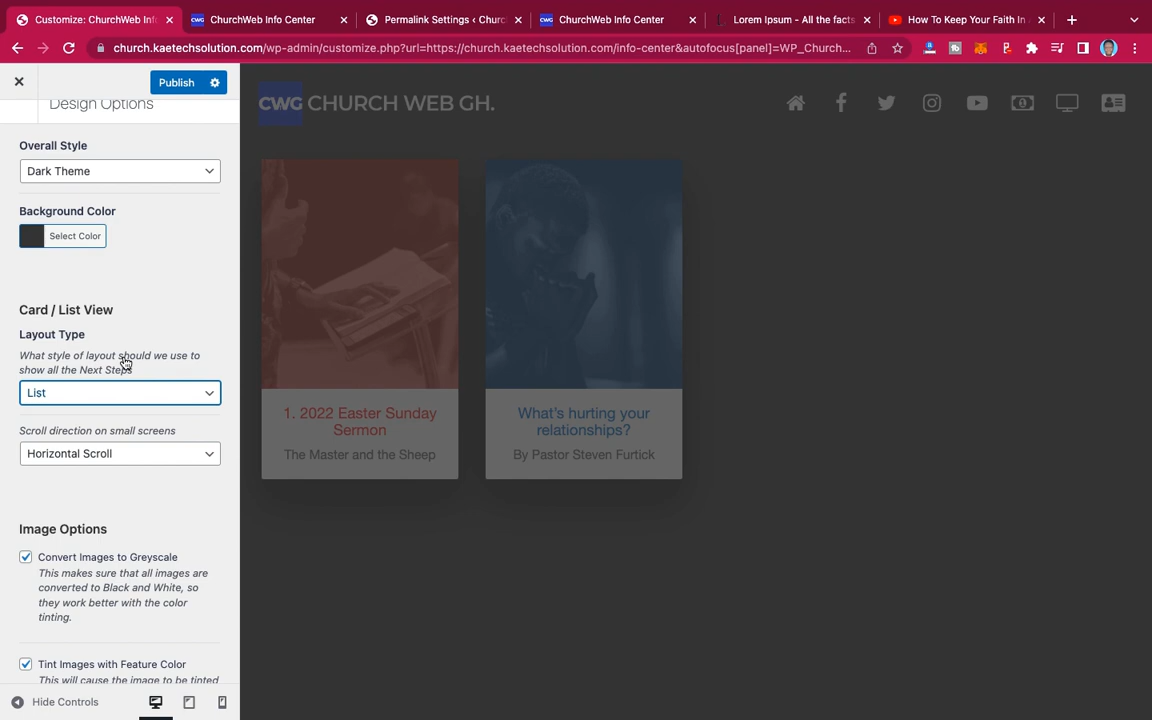 Customize: ChurchWeb Inf
ChurchWeb Info Center
Permalink Settings ‹ Churc
ChurchWeb Info Center
Lorem Ipsum - All the facts
How To Keep Your Faith In
church.kaetechsolution.com/wp-admin/customize.php?url=https://church.kaetechsolution.com/info-center&autofocus[panel]=WP_Church...
Publish
Design Options
CWG CHURCH WEB GH.
Overall Style
Dark Theme
Background Color
Select Color
Card / List View
Layout Type
What style of layout should we use to
show all the Next Steps
List
Scroll direction on small screens
Horizontal Scroll
Image Options
Convert Images to Greyscale
This makes sure that all images are
converted to Black and White, so
they work better with the color
tinting.
Tint Images with Feature Color
This will cause the image to be tinted
Hide Controls
1. 2022 Easter Sunday
Sermon
The Master and the Sheep
What's hurting your
relationships?
By Pastor Steven Furtick